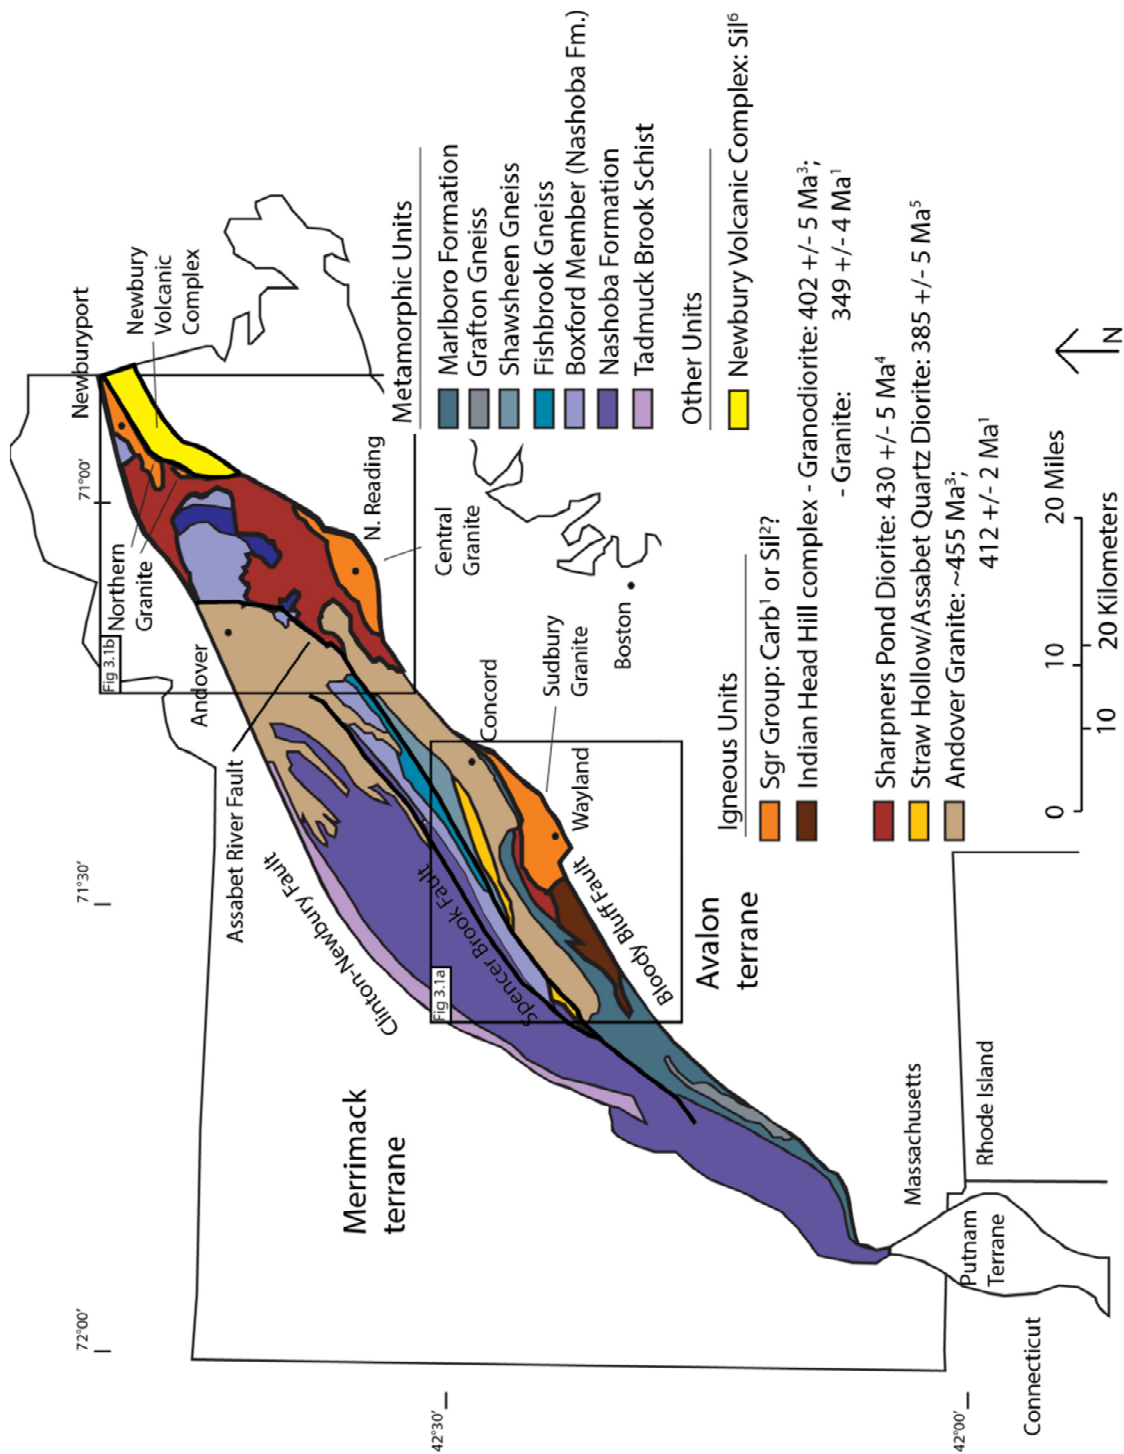 Newburyport
Newbury
Volcanic
Complex
71°00'
71°30'
72°00'
42°30'
42°00'
Northern
Granite
Fig 3.1b
Andover
Assabet River Fault
N. Reading
Central
Granite
Clinton-Newbury Fault
Spencer Brook Fault
Fig 3.1a
Concord
Sudbury
Granite
Wayland
Boston
Bloody Bluff Fault
Merrimack
terrane
Avalon
terrane
Massachusetts
Rhode Island
Putnam
Terrane
Connecticut
Metamorphic Units
Marlboro Formation
Grafton Gneiss
Shawsheen Gneiss
Fishbrook Gneiss
Boxford Member (Nashoba Fm.)
Nashoba Formation
Tadmuck Brook Schist
Other Units
Newbury Volcanic Complex: Sil⁶
Igneous Units
Sgr Group: Carb¹ or Sil²?
Indian Head Hill complex - Granodiorite: 402 +/- 5 Ma³;
- Granite: 349 +/- 4 Ma¹
Sharpners Pond Diorite: 430 +/- 5 Ma⁴
Straw Hollow/Assabet Quartz Diorite: 385 +/- 5 Ma⁵
Andover Granite: ~455 Ma³;
412 +/- 2 Ma¹
0 10 20 Miles
10 20 Kilometers
N